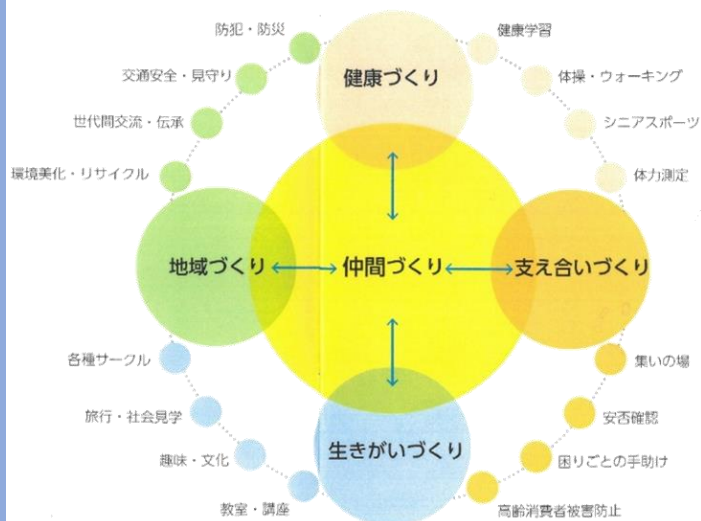 防犯・防災
健康学習
健康づくり
交通安全・見守り
体操・ウォーキング
世代間交流・伝承
シニアスポーツ
環境美化・リサイクル
体力測定
地域づくり
仲間づくり
支え合いづくり
各種サークル
集いの場
旅行・社会見学
安否確認
趣味・文化
生きがいづくり
困りごとの手助け
教室・講座
高齢消費者被害防止